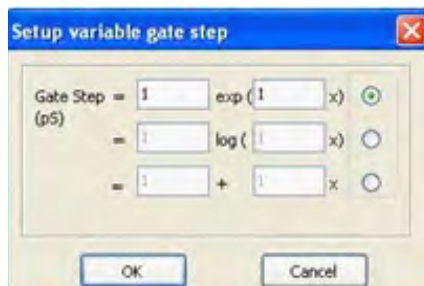 Setup variable gate step
Gate Step = 1 exp ( 1 x)
(pS)
= 1 log ( 1 x)
= 1 + 1 x
OK Cancel